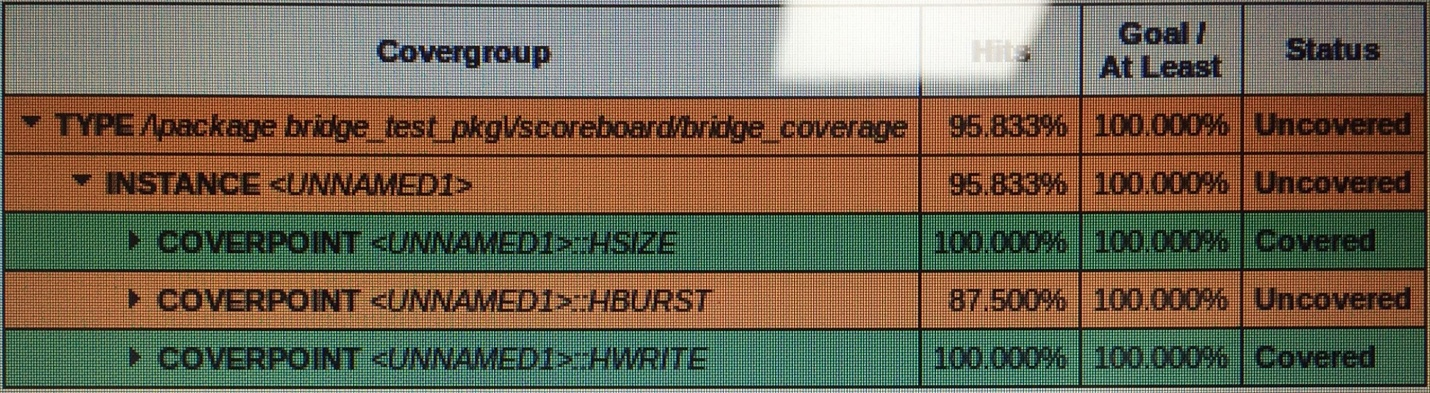 Covergroup Hits Goal / At Least Status
TYPE /\package bridge_test_pkg\/scoreboard/bridge_coverage 95.833% 100.000% Uncovered
INSTANCE <UNNAMED1> 95.833% 100.000% Uncovered
COVERPOINT <UNNAMED1>::HSIZE 100.000% 100.000% Covered
COVERPOINT <UNNAMED1>::HBURST 87.500% 100.000% Uncovered
COVERPOINT <UNNAMED1>::HWRITE 100.000% 100.000% Covered